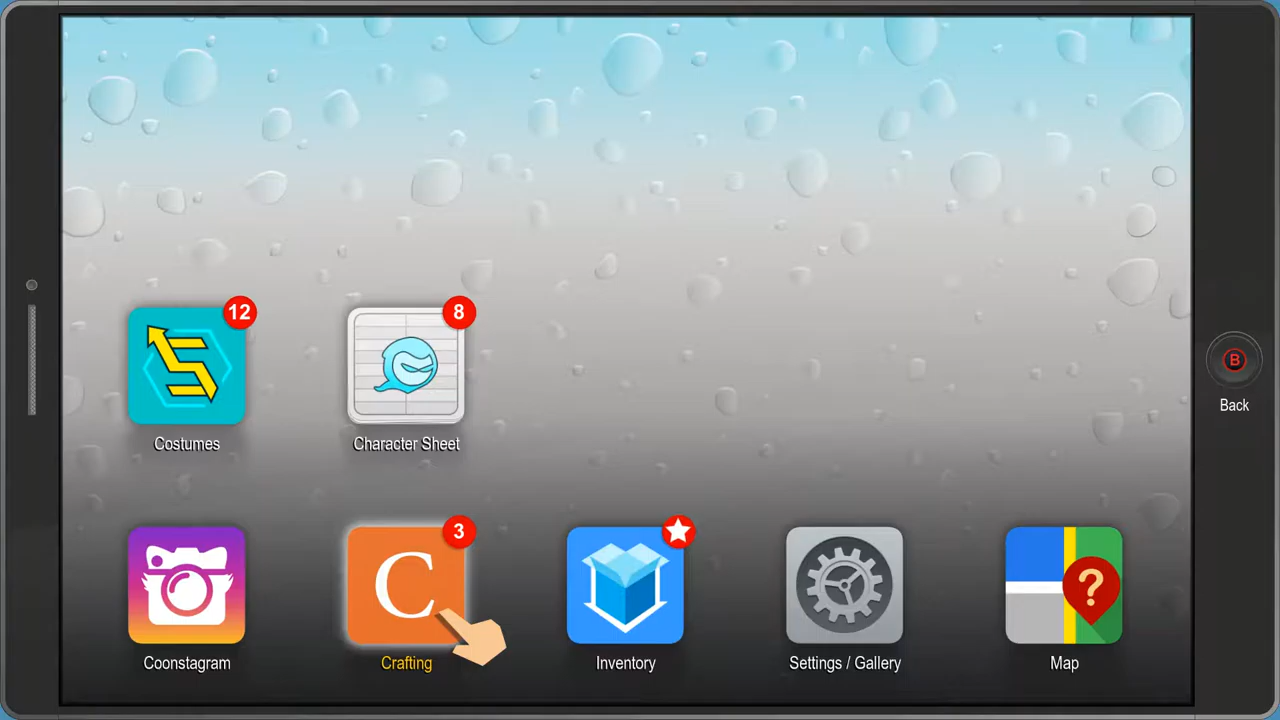 12
8
Costumes
Character Sheet
B
Back
3
C
?
Coonstagram
Crafting
Inventory
Settings / Gallery
Map